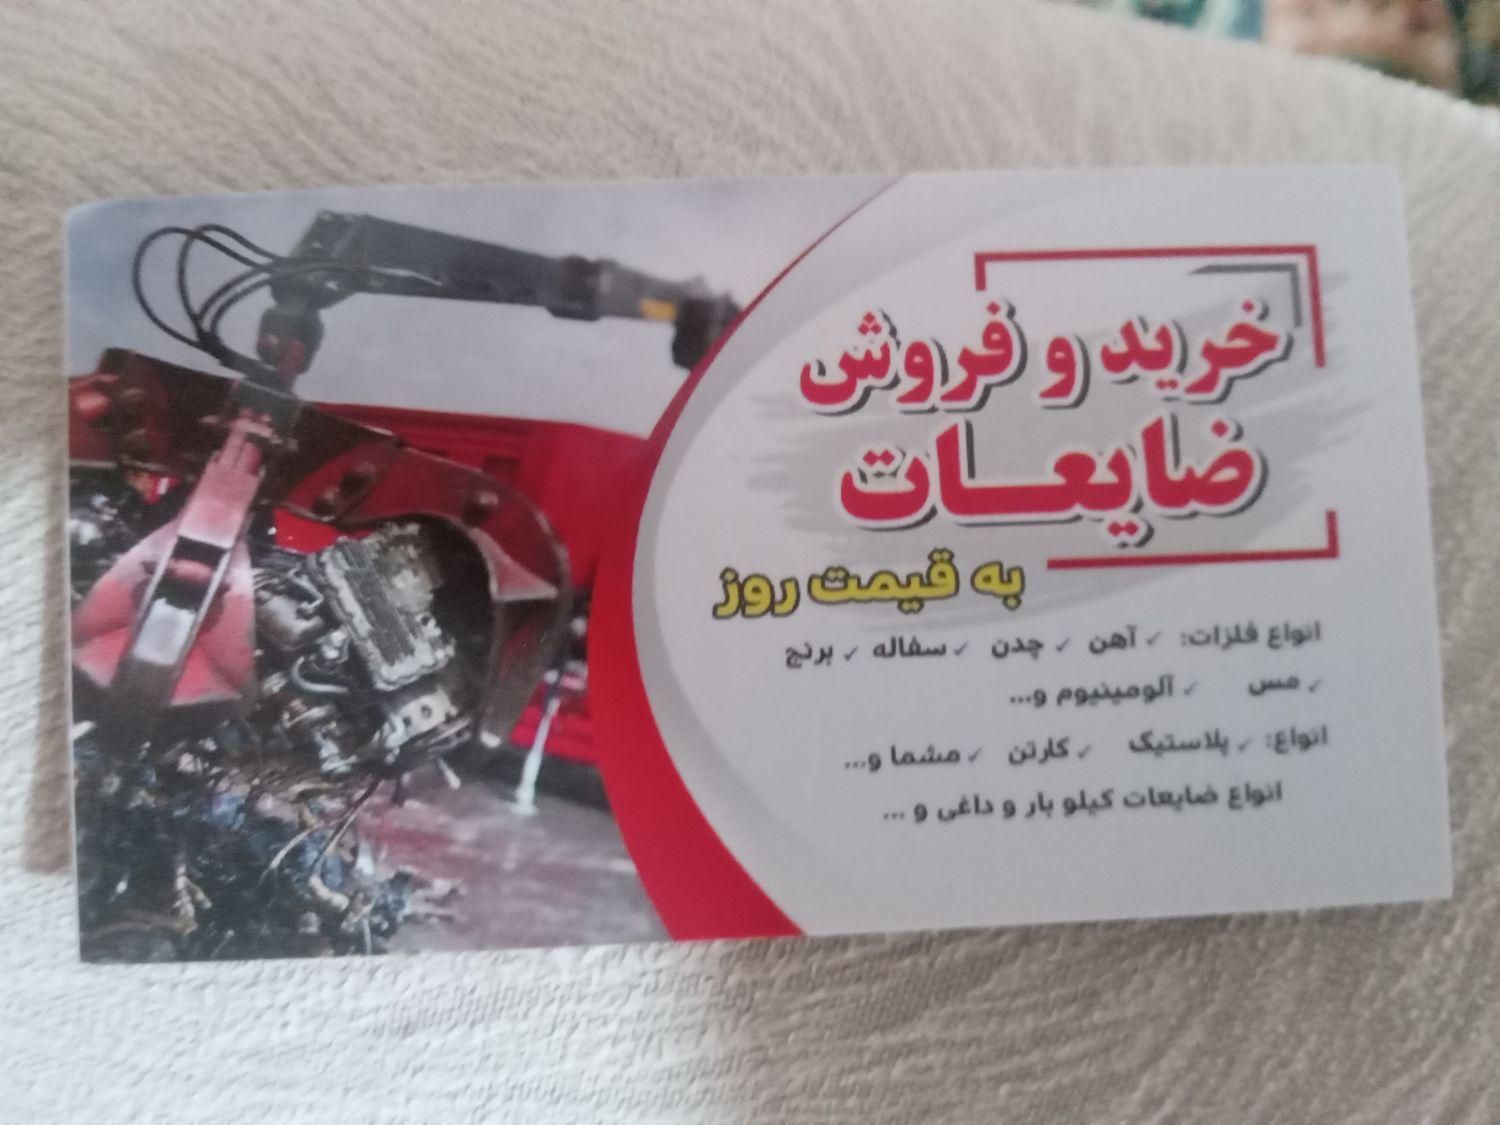 خرید و فروش
ضایعات
به قیمت روز
انواع فلزات: ✓ آهن ✓ چدن ✓ سفاله ✓ برنج
✓ مس ✓ آلومینیوم و...
انواع: ✓ پلاستیک ✓ کارتن ✓ مشما و...
انواع ضایعات کیلو بار و داغی و ...